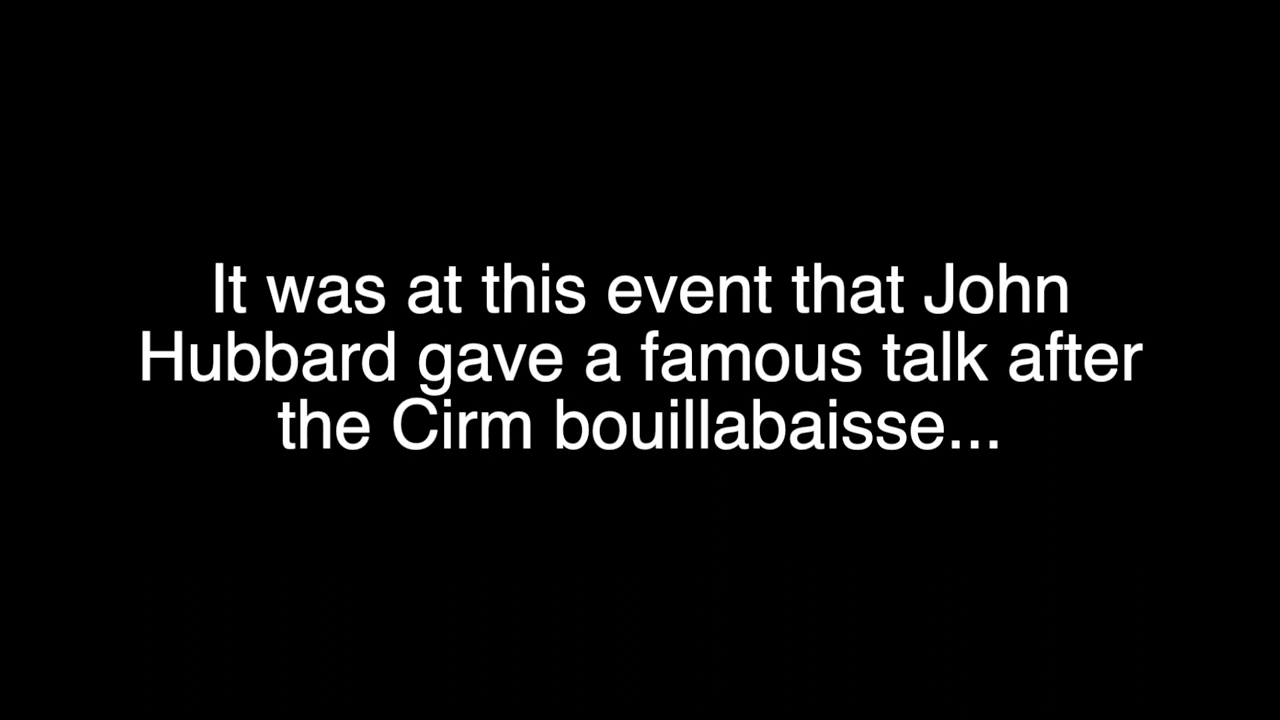 It was at this event that John
Hubbard gave a famous talk after
the Cirm bouillabaisse...